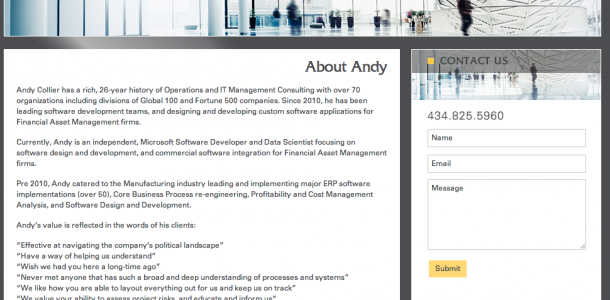 About Andy
Andy Collier has a rich, 26-year history of Operations and IT Management Consulting with over 70
organizations including divisions of Global 100 and Fortune 500 companies. Since 2010, he has been
leading software development teams, and designing and developing custom software applications for
Financial Asset Management firms.
Currently, Andy is an independent, Microsoft Software Developer and Data Scientist focusing on
software design and development, and commercial software integration for Financial Asset Management
firms.
Pre 2010, Andy catered to the Manufacturing industry leading and implementing major ERP software
implementations (over 50), Core Business Process re-engineering, Profitability and Cost Management
Analysis, and Software Design and Development.
Andy's value is reflected in the words of his clients:
"Effective at navigating the company's political landscape"
"Have a way of helping us understand"
"Wish we had you here a long-time ago"
"Never met anyone that has such a broad and deep understanding of processes and systems"
"We like how you are able to layout everything out for us and keep us on track"
"We value your ability to assess project risks, and educate and inform us"
CONTACT US
434.825.5960
Name
Email
Message
Submit